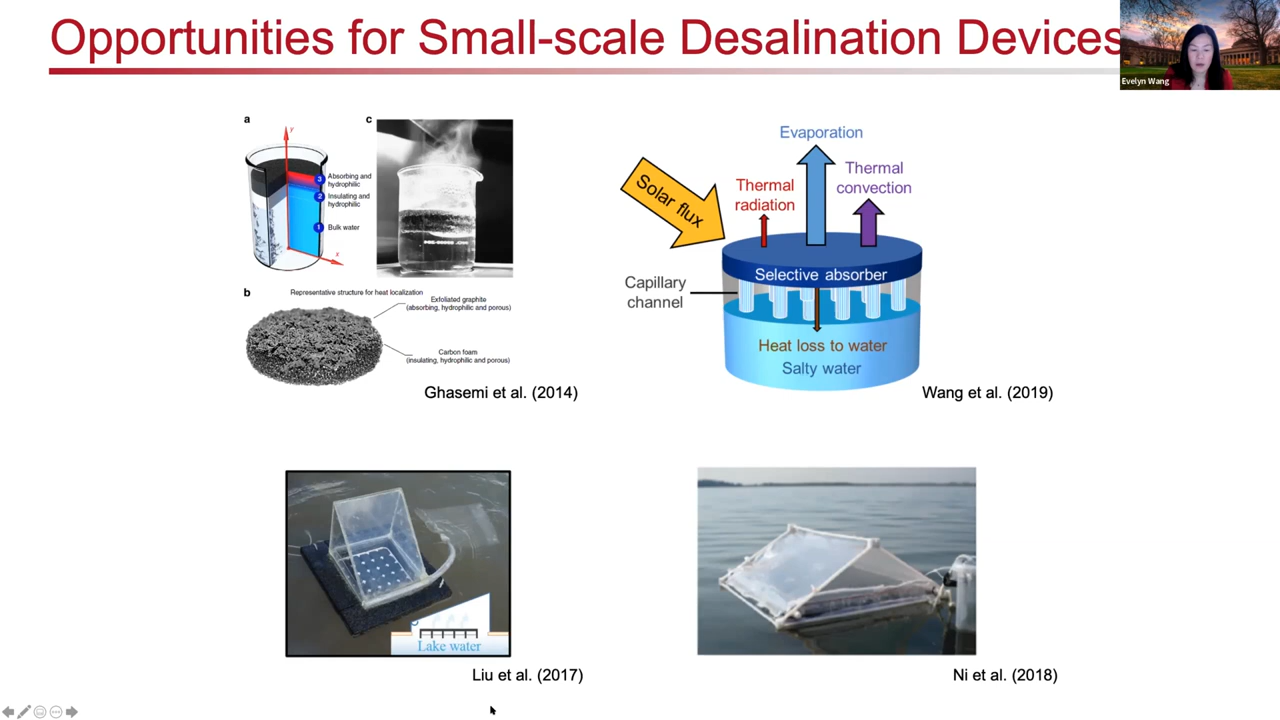 Opportunities for Small-scale Desalination Devices
Evelyn Wang
a
y
3
Absorbing and
hydrophilic
2
Insulating and
hydrophilic
1
Bulk water
x
c
b
Representative structure for heat localization
Exfoliated graphite
(absorbing, hydrophilic and porous)
Carbon foam
(insulating, hydrophilic and porous)
Ghasemi et al. (2014)
Evaporation
Solar flux
Thermal
radiation
Thermal
convection
Selective absorber
Capillary
channel
Heat loss to water
Salty water
Wang et al. (2019)
Lake water
Liu et al. (2017)
Ni et al. (2018)